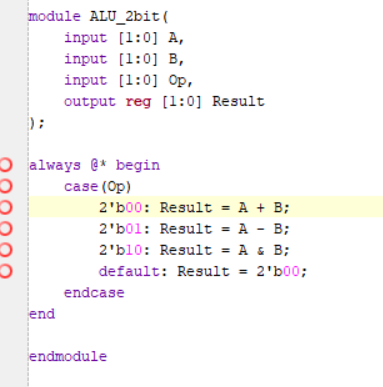 module ALU_2bit(
    input [1:0] A,
    input [1:0] B,
    input [1:0] Op,
    output reg [1:0] Result
);
always @* begin
    case(Op)
        2'b00: Result = A + B;
        2'b01: Result = A - B;
        2'b10: Result = A & B;
        default: Result = 2'b00;
    endcase
end
endmodule